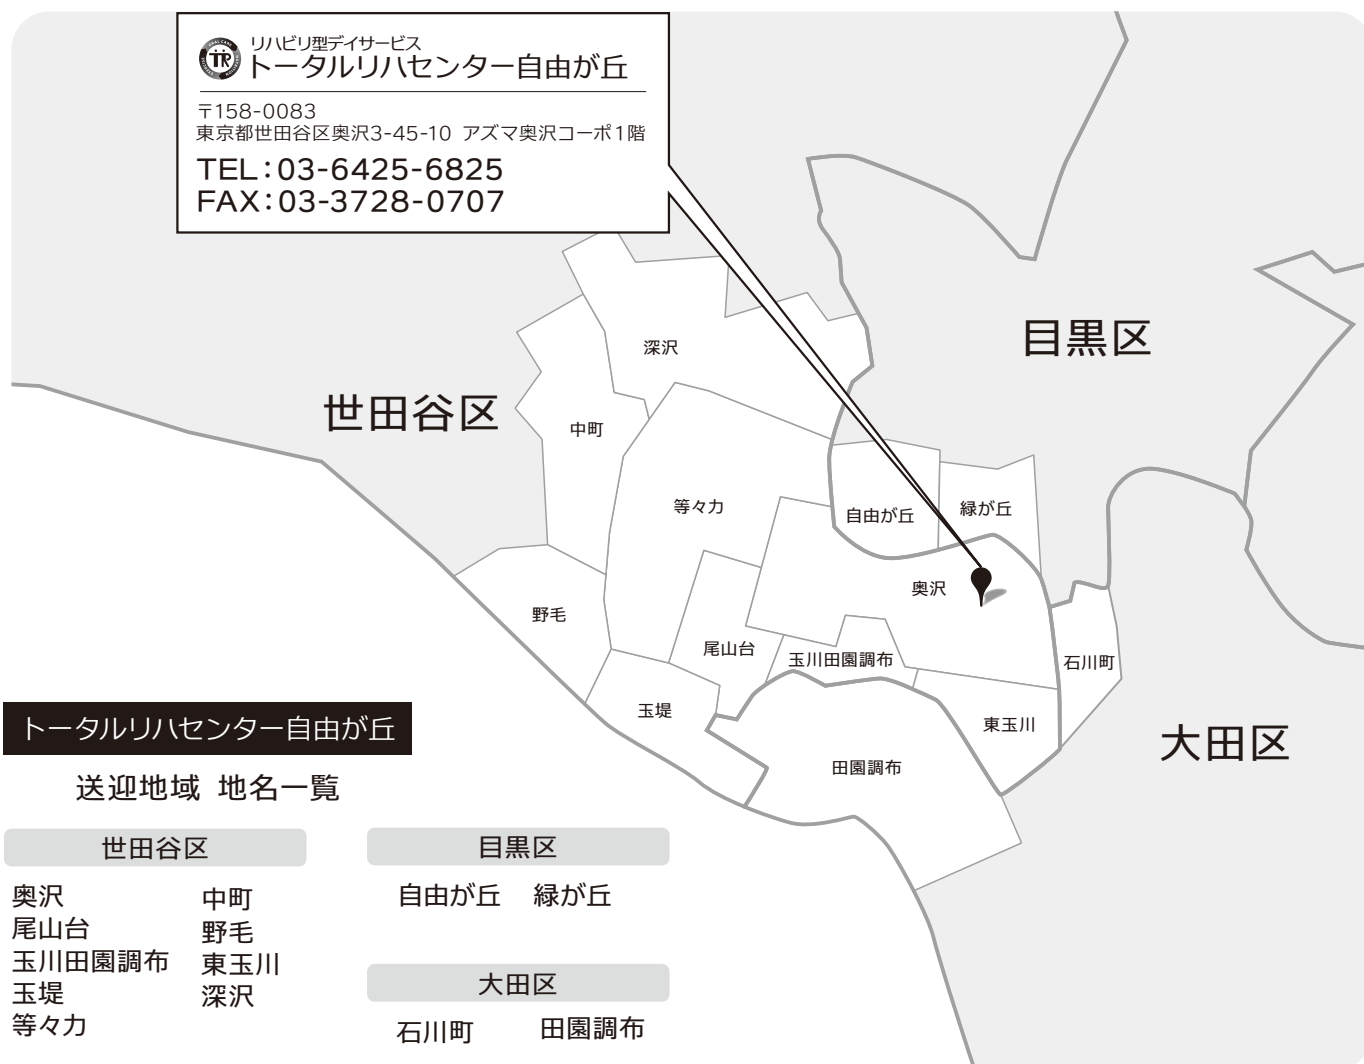 リハビリ型デイサービス
トータルリハセンター自由が丘
〒158-0083
東京都世田谷区奥沢3-45-10 アズマ奥沢コーポ1階
TEL:03-6425-6825
FAX:03-3728-0707
目黒区
世田谷区
大田区
深沢
中町
等々力
自由が丘
緑が丘
奥沢
野毛
尾山台
玉川田園調布
石川町
玉堤
東玉川
田園調布
トータルリハセンター自由が丘
送迎地域 地名一覧
世田谷区
奥沢
尾山台
玉川田園調布
玉堤
等々力
中町
野毛
東玉川
深沢
目黒区
自由が丘 緑が丘
大田区
石川町 田園調布